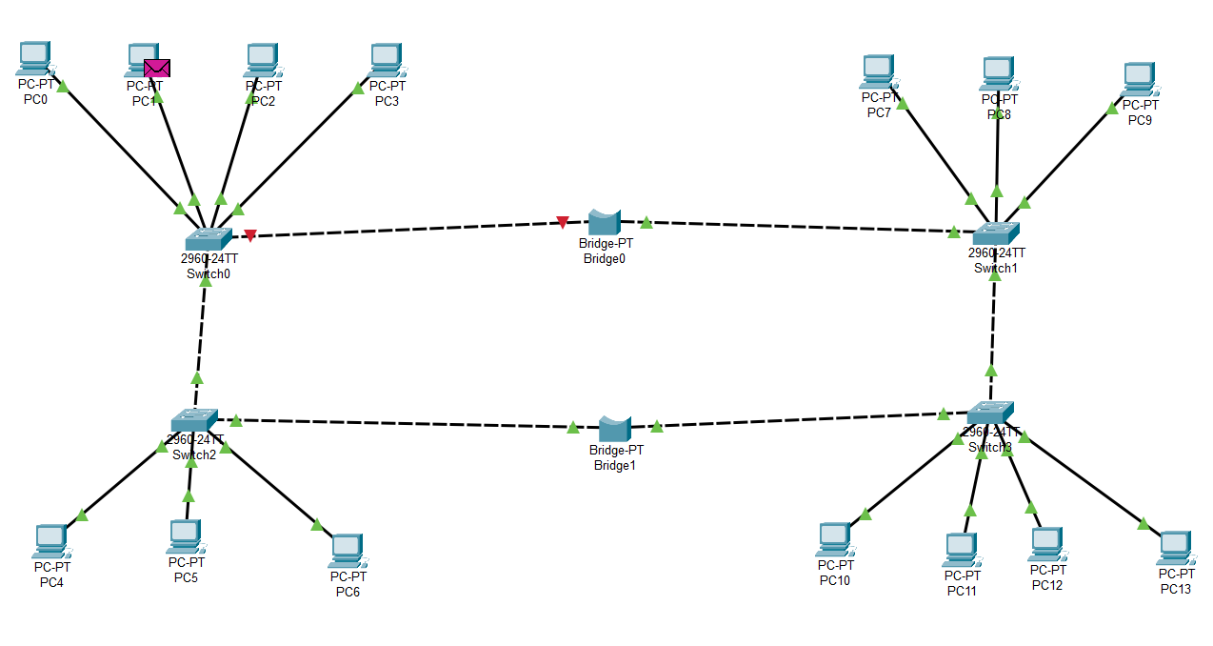 PC-PT
PC0
PC-PT
PC1
PC-PT
PC2
PC-PT
PC3
PC-PT
PC7
PC-PT
PC8
PC-PT
PC9
2960-24TT
Switch0
Bridge-PT
Bridge0
2960-24TT
Switch1
2960-24TT
Switch2
Bridge-PT
Bridge1
2960-24TT
Switch3
PC-PT
PC4
PC-PT
PC5
PC-PT
PC6
PC-PT
PC10
PC-PT
PC11
PC-PT
PC12
PC-PT
PC13